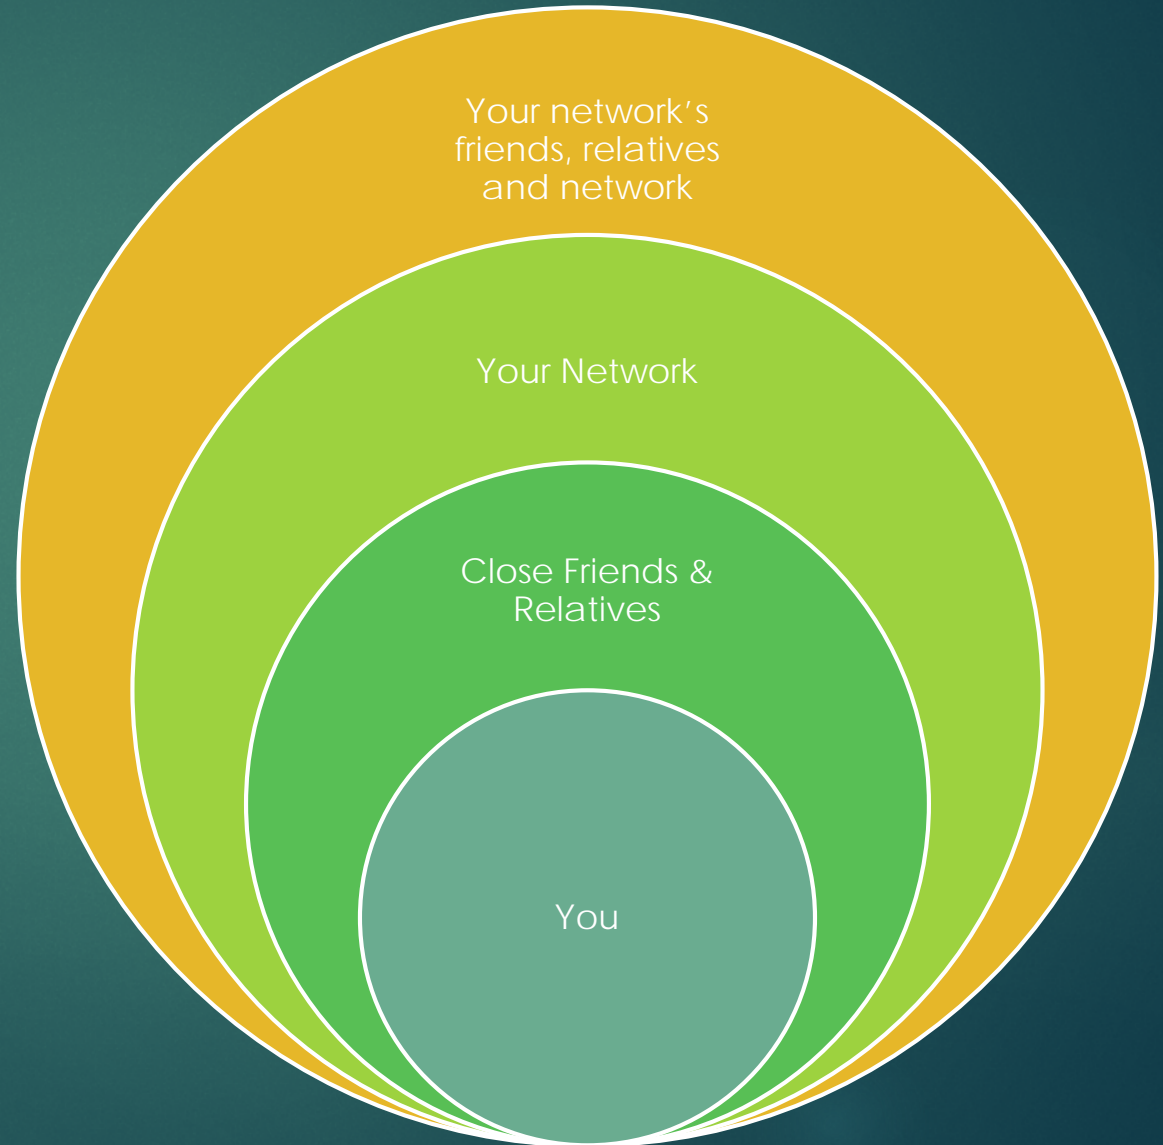 Your network’s
friends, relatives
and network
Your Network
Close Friends &
Relatives
You